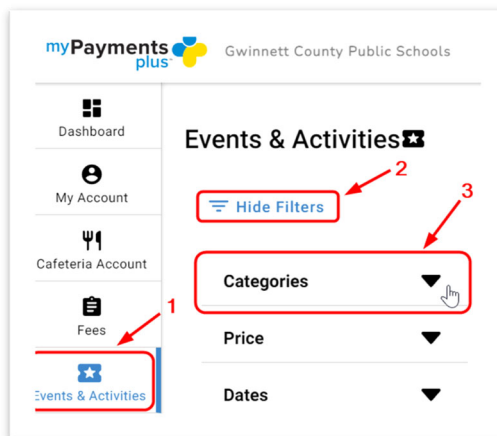 myPayments plus™ Gwinnett County Public Schools
Dashboard
Events & Activities
2
My Account
Hide Filters
3
Cafeteria Account
Categories
1
Fees
Price
Events & Activities
Dates